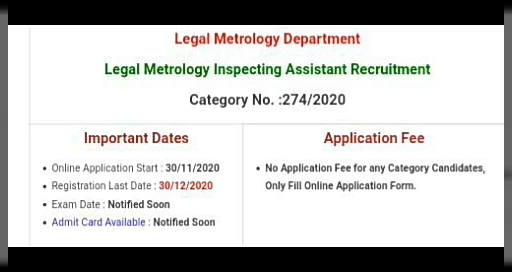 Legal Metrology Department
Legal Metrology Inspecting Assistant Recruitment
Category No. :274/2020
Important Dates
• Online Application Start : 30/11/2020
• Registration Last Date : 30/12/2020
• Exam Date : Notified Soon
• Admit Card Available : Notified Soon
Application Fee
• No Application Fee for any Category Candidates,
Only Fill Online Application Form.